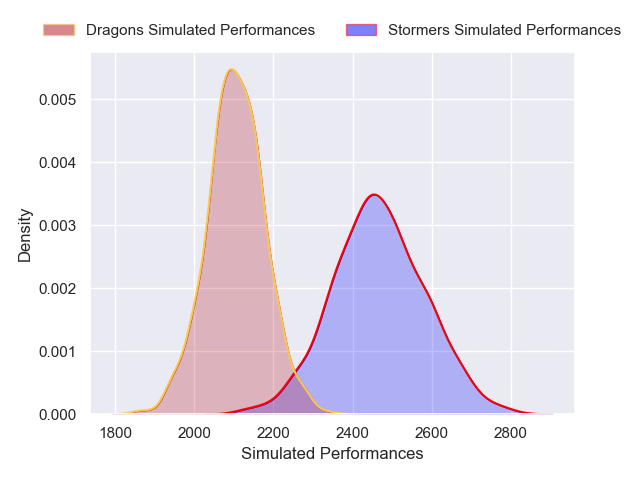 Dragons Simulated Performances
Stormers Simulated Performances
Density
0.005
0.004
0.003
0.002
0.001
0.000
1800 2000 2200 2400 2600 2800
Simulated Performances